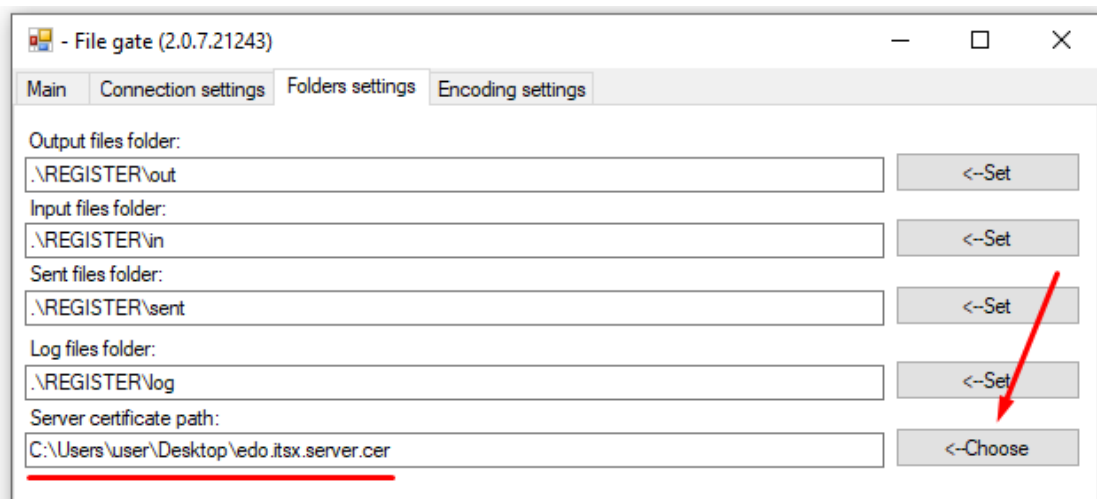 - File gate (2.0.7.21243)
Main Connection settings Folders settings Encoding settings
Output files folder:
.\REGISTER\out <--Set
Input files folder:
.\REGISTER\in <--Set
Sent files folder:
.\REGISTER\sent <--Set
Log files folder:
.\REGISTER\log <--Set
Server certificate path:
C:\Users\user\Desktop\edo.itsx.server.cer <--Choose